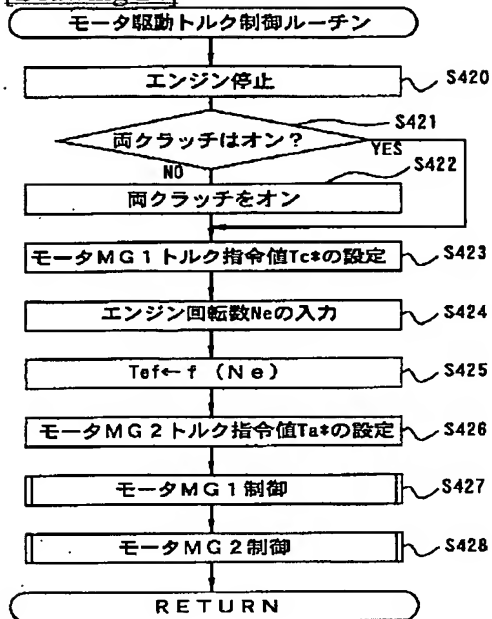 モータ駆動トルク制御ルーチン
エンジン停止
S420
両クラッチはオン?
S421
YES
NO
S422
両クラッチをオン
モータMG1トルク指令値Tc*の設定
S423
エンジン回転数Neの入力
S424
Tef←f (Ne)
S425
モータMG2トルク指令値Ta*の設定
S426
モータMG1制御
S427
モータMG2制御
S428
RETURN